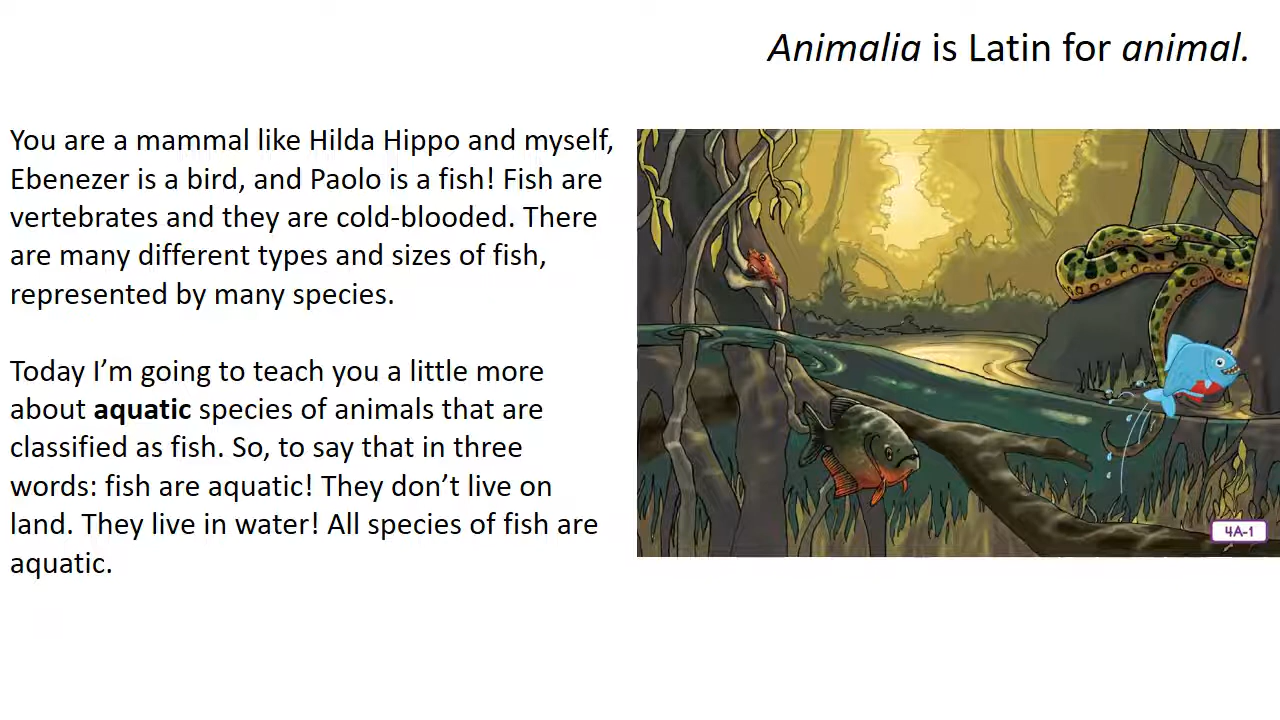 Animalia is Latin for animal.
You are a mammal like Hilda Hippo and myself,
Ebenezer is a bird, and Paolo is a fish! Fish are
vertebrates and they are cold-blooded. There
are many different types and sizes of fish,
represented by many species.
Today I’m going to teach you a little more
about aquatic species of animals that are
classified as fish. So, to say that in three
words: fish are aquatic! They don’t live on
land. They live in water! All species of fish are
aquatic.
4A-1